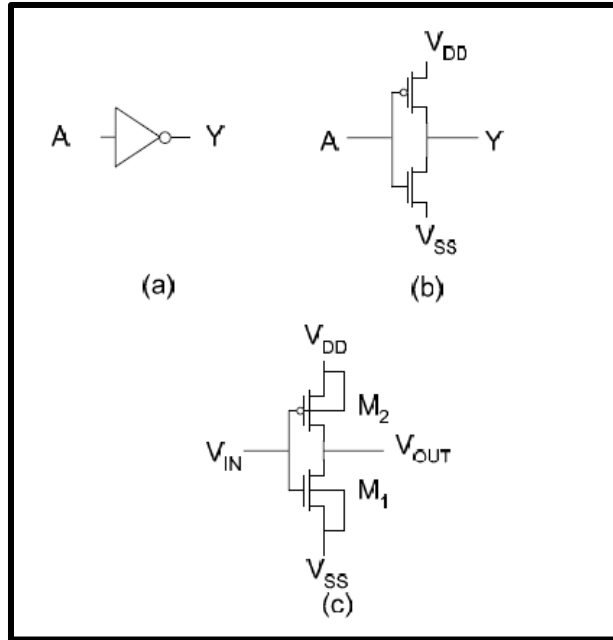 V_DD
A Y
A Y
V_SS
(a)
(b)
V_DD
M_2
V_IN V_OUT
M_1
V_SS
(c)